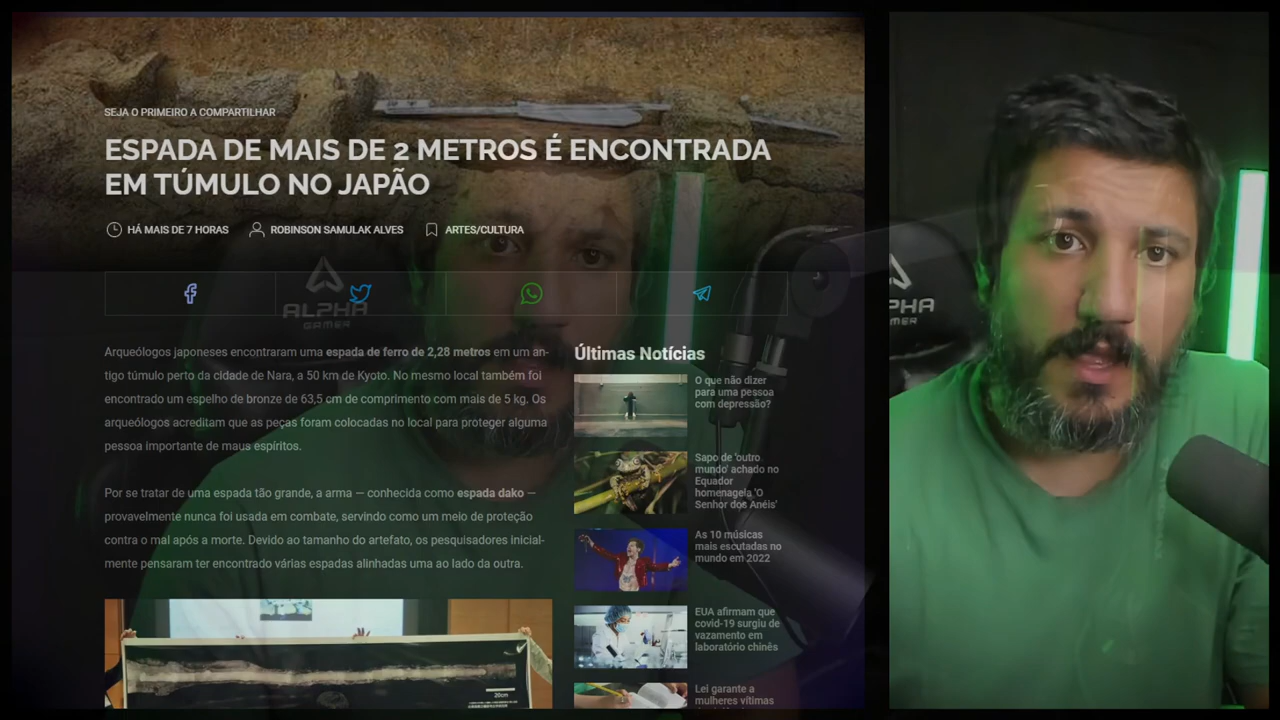 SEJA O PRIMEIRO A COMPARTILHAR
ESPADA DE MAIS DE 2 METROS É ENCONTRADA
EM TÚMULO NO JAPÃO
HÁ MAIS DE 7 HORAS
ROBINSON SAMULAK ALVES
ARTES/CULTURA
ALPHA
GAMER
Arqueólogos japoneses encontraram uma espada de ferro de 2,28 metros em um an-
tigo túmulo perto da cidade de Nara, a 50 km de Kyoto. No mesmo local também foi
encontrado um espelho de bronze de 63,5 cm de comprimento com mais de 5 kg. Os
arqueólogos acreditam que as peças foram colocadas no local para proteger alguma
pessoa importante de maus espíritos.
Por se tratar de uma espada tão grande, a arma — conhecida como espada dako —
provavelmente nunca foi usada em combate, servindo como um meio de proteção
contra o mal após a morte. Devido ao tamanho do artefato, os pesquisadores inicial-
mente pensaram ter encontrado várias espadas alinhadas uma ao lado da outra.
20cm
Últimas Notícias
O que não dizer
para uma pessoa
com depressão?
Sapo de 'outro
mundo' achado no
Equador
homenageia 'O
Senhor dos Anéis'
As 10 músicas
mais escutadas no
mundo em 2022
EUA afirmam que
covid-19 surgiu de
vazamento em
laboratório chinês
Lei garante a
mulheres vítimas
PHA
MER